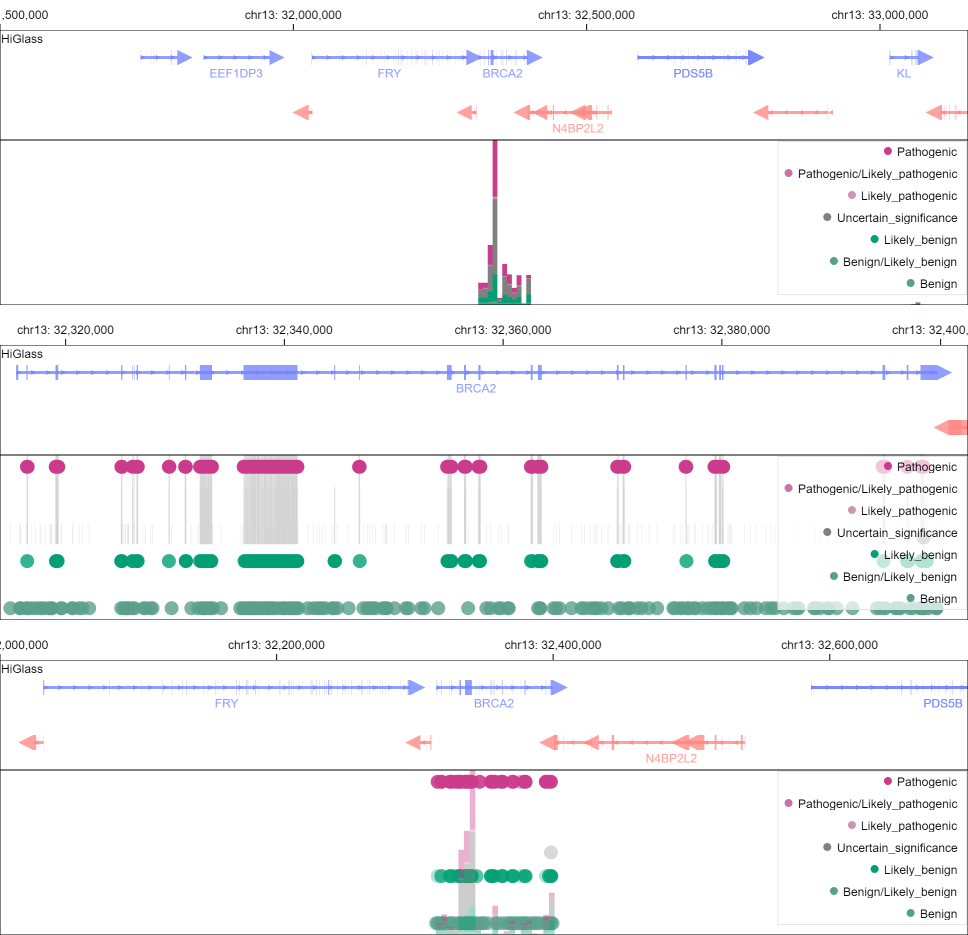 ,500,000 chr13: 32,000,000 chr13: 32,500,000 chr13: 33,000,000
HiGlass
EEF1DP3 FRY BRCA2 PDS5B KL
N4BP2L2
Pathogenic
Pathogenic/Likely_pathogenic
Likely_pathogenic
Uncertain_significance
Likely_benign
Benign/Likely_benign
Benign
chr13: 32,320,000 chr13: 32,340,000 chr13: 32,360,000 chr13: 32,380,000 chr13: 32,400,
HiGlass
BRCA2
Pathogenic
Pathogenic/Likely_pathogenic
Likely_pathogenic
Uncertain_significance
Likely_benign
Benign/Likely_benign
Benign
2,000,000 chr13: 32,200,000 chr13: 32,400,000 chr13: 32,600,000
HiGlass
FRY BRCA2 PDS5B
N4BP2L2
Pathogenic
Pathogenic/Likely_pathogenic
Likely_pathogenic
Uncertain_significance
Likely_benign
Benign/Likely_benign
Benign